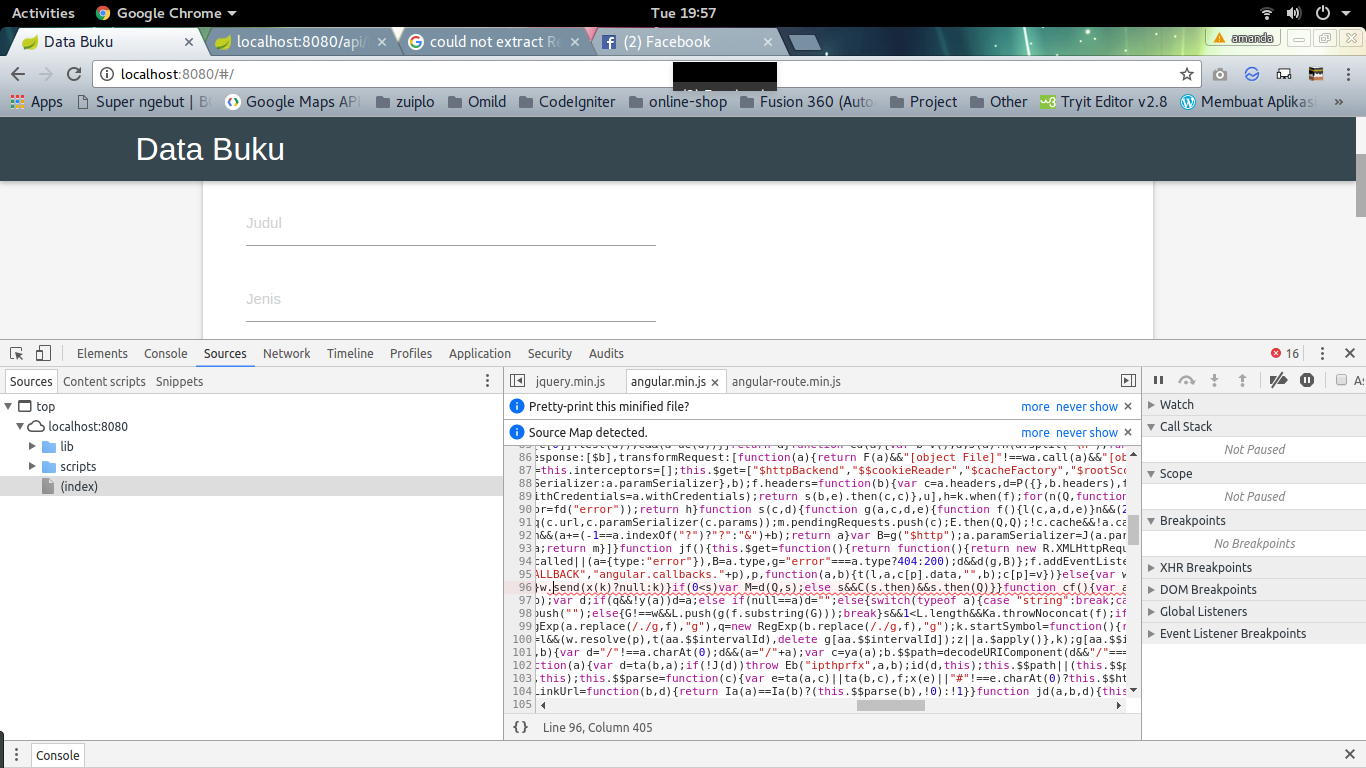 Activities Google Chrome Tue 19:57
Data Buku localhost:8080/api/ could not extract Re (2) Facebook amanda
localhost:8080/#/
Apps Super ngebut | B Google Maps AP zuiplo Omild CodeIgniter online-shop Fusion 360 (Auto Project Other Tryit Editor v2.8 Membuat Aplikas »
Data Buku
Judul
Jenis
Elements Console Sources Network Timeline Profiles Application Security Audits 16
Sources Content scripts Snippets jquery.min.js angular.min.js angular-route.min.js As
top
localhost:8080
lib
scripts
(index)
Pretty-print this minified file? more never show
Source Map detected. more never show
86 esponse:[$b],transformRequest:[function(a){return F(a)&&"[object File]"!==wa.call(a)&&"[ob
87 =this.interceptors=[];this.$get=["$httpBackend","$$cookieReader","$cacheFactory","$rootSco
88 Serializer:a.paramSerializer},b);f.headers=function(b){var c=a.headers,d=P({},b.headers),f
89 ithCredentials=a.withCredentials);return s(b,e).then(c,c)},u],h=k.when(f);for(n(Q,function
90 or=fd("error"));return h}function s(c,d){function g(a,c,d,e){function f(){l(c,a,d,e)}n&&(2
91 q(c.url,c.paramSerializer(c.params));m.pendingRequests.push(c);E.then(Q,Q);!c.cache&&!a.ca
92 n&&(a+=(-1==a.indexOf("?")?"?":"&")+b);return a}var B=g("$http");a.paramSerializer=J(a.par
93 a;return m}]}function jf(){this.$get=function(){return function(){return new R.XMLHttpRequ
94 called||(a={type:"error"}),B=a.type,g="error"===a.type?404:200);d&&d(g,B)};f.addEventListe
95 ALLBACK","angular.callbacks."+p),p,function(a,b){t(l,a,c[p].data,"",b);c[p]=v})}else{var w
96 }w.send(x(k)?null:k)}if(0<s)var M=d(Q,s);else s&&C(s.then)&&s.then(Q)}}function cf(){var a
97 b);var d;if(q&&!y(a))d=a;else if(null==a)d="";else{switch(typeof a){case "string":break;ca
98 push("");else{G!==w&&L.push(g(f.substring(G)));break}s&&1<L.length&&Ka.throwNoconcat(f);if
99 gExp(a.replace(/./g,f),"g"),q=new RegExp(b.replace(/./g,f),"g");k.startSymbol=function(){r
100 =l&&(w.resolve(p),t(aa.$$intervalId),delete g[aa.$$intervalId]);z||a.$apply()},k);g[aa.$$i
101 ,b){var d="/"!==a.charAt(0);d&&(a="/"+a);var c=ya(a);b.$$path=decodeURIComponent(d&&"/"===
102 ction(a){var d=ta(b,a);if(!J(d))throw Eb("ipthprfx",a,b);id(d,this);this.$$path||(this.$$p
103 ,this);this.$$parse=function(c){var e=ta(a,c)||ta(b,c),f;x(e)||"#"!==e.charAt(0)?this.$$ht
104 LinkUrl=function(b,d){return Ia(a)==Ia(b)?(this.$$parse(b),!0):!1}}function jd(a,b,d){this
105
{} Line 96, Column 405
Watch
Call Stack
Not Paused
Scope
Not Paused
Breakpoints
No Breakpoints
XHR Breakpoints
DOM Breakpoints
Global Listeners
Event Listener Breakpoints
Console